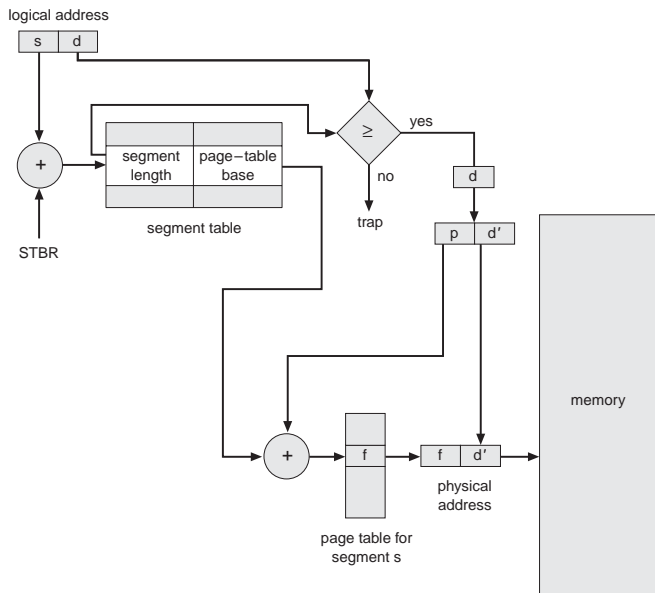 logical address
s d
≥
yes
+
segment length
page–table base
no
d
trap
segment table
STBR
p d′
memory
+
f
f d′
physical address
page table for segment s